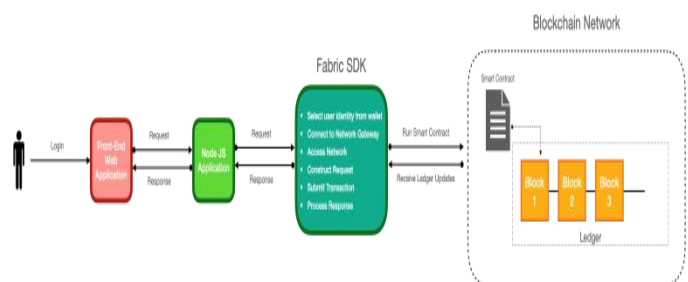 Blockchain Network
Fabric SDK
Smart Contract
Login
Front-End
Web
Application
Request
Response
Node JS
Application
Request
Response
Select user identity from wallet
Connect to Network Gateway
Access Network
Construct Request
Submit Transaction
Process Response
Run Smart Contract
Receive Ledger Updates
Block
1
Block
2
Block
3
Ledger